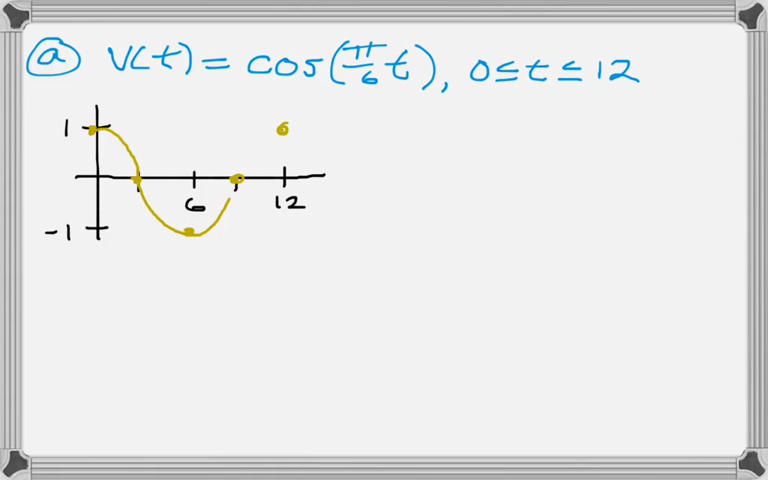 a V(t) = cos(π/6 t), 0 ≤ t ≤ 12
1
6 12
-1